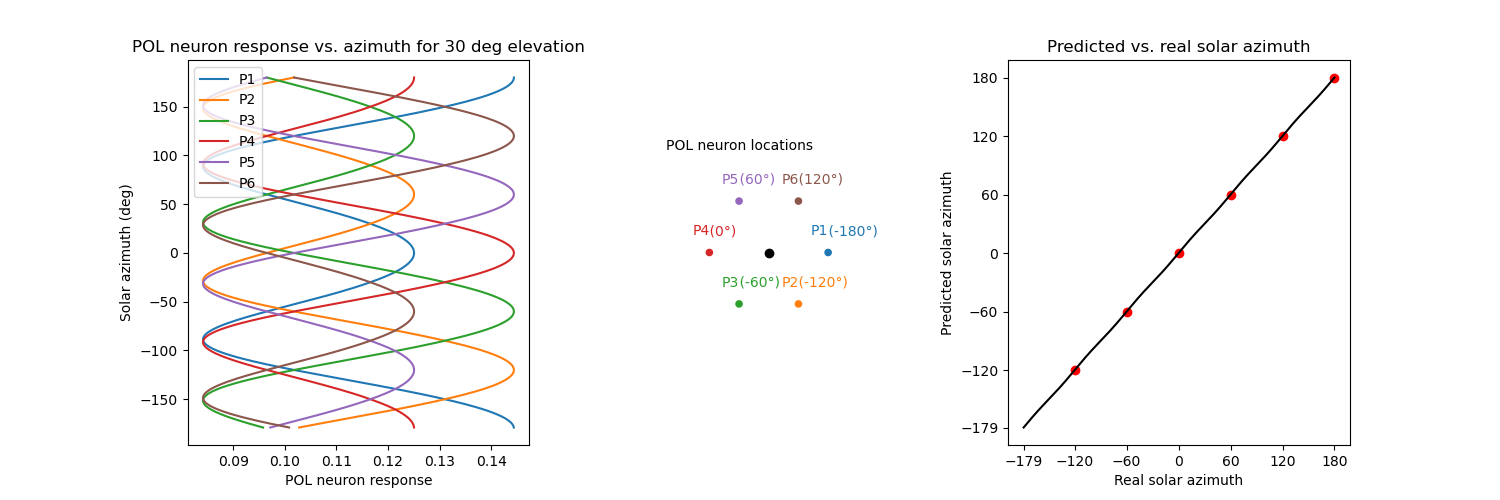 POL neuron response vs. azimuth for 30 deg elevation
P1
P2
P3
P4
P5
P6
150
100
50
0
−50
−100
−150
Solar azimuth (deg)
0.09 0.10 0.11 0.12 0.13 0.14
POL neuron response
POL neuron locations
P5(60°) P6(120°)
P4(0°) P1(-180°)
P3(-60°) P2(-120°)
Predicted vs. real solar azimuth
180
120
60
0
−60
−120
−179
Predicted solar azimuth
−179 −120 −60 0 60 120 180
Real solar azimuth